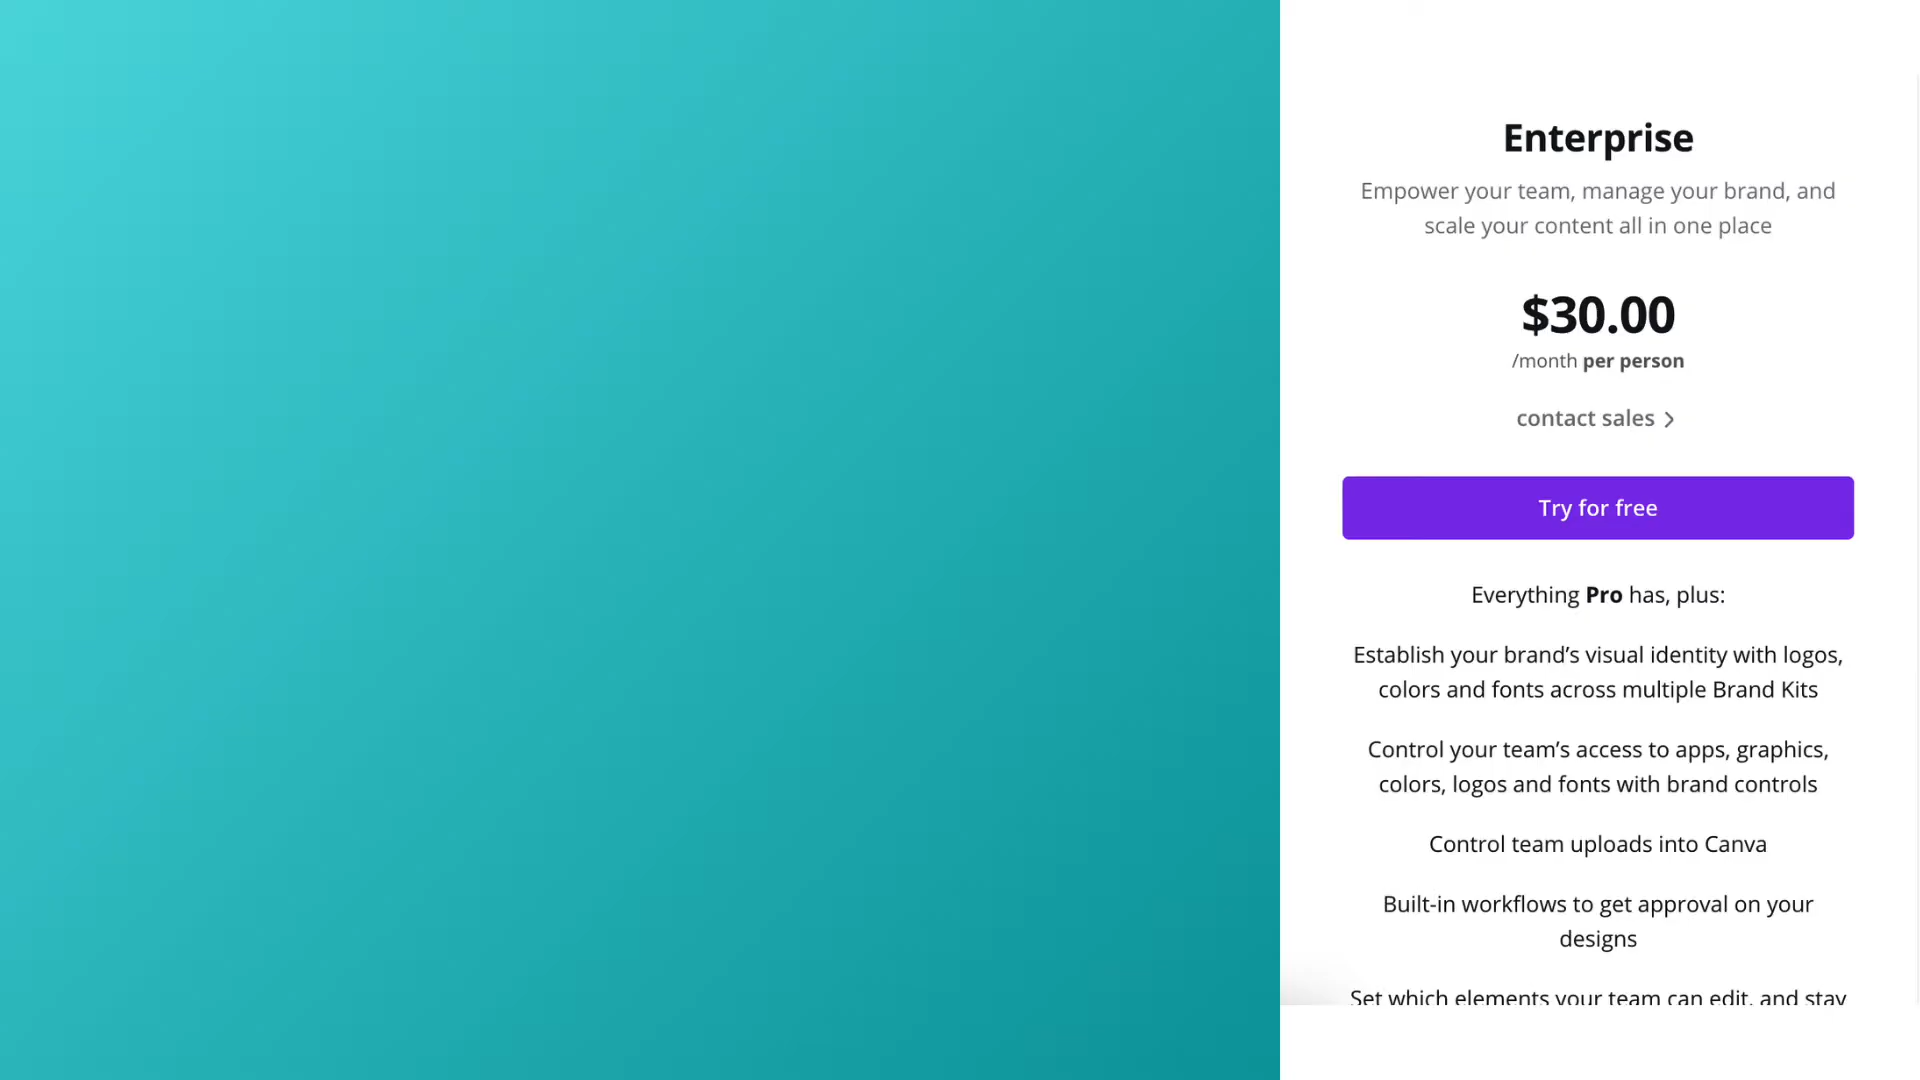 Enterprise
Empower your team, manage your brand, and
scale your content all in one place
$30.00
/month per person
contact sales
Try for free
Everything Pro has, plus:
Establish your brand’s visual identity with logos,
colors and fonts across multiple Brand Kits
Control your team’s access to apps, graphics,
colors, logos and fonts with brand controls
Control team uploads into Canva
Built-in workflows to get approval on your
designs
Set which elements your team can edit, and stay